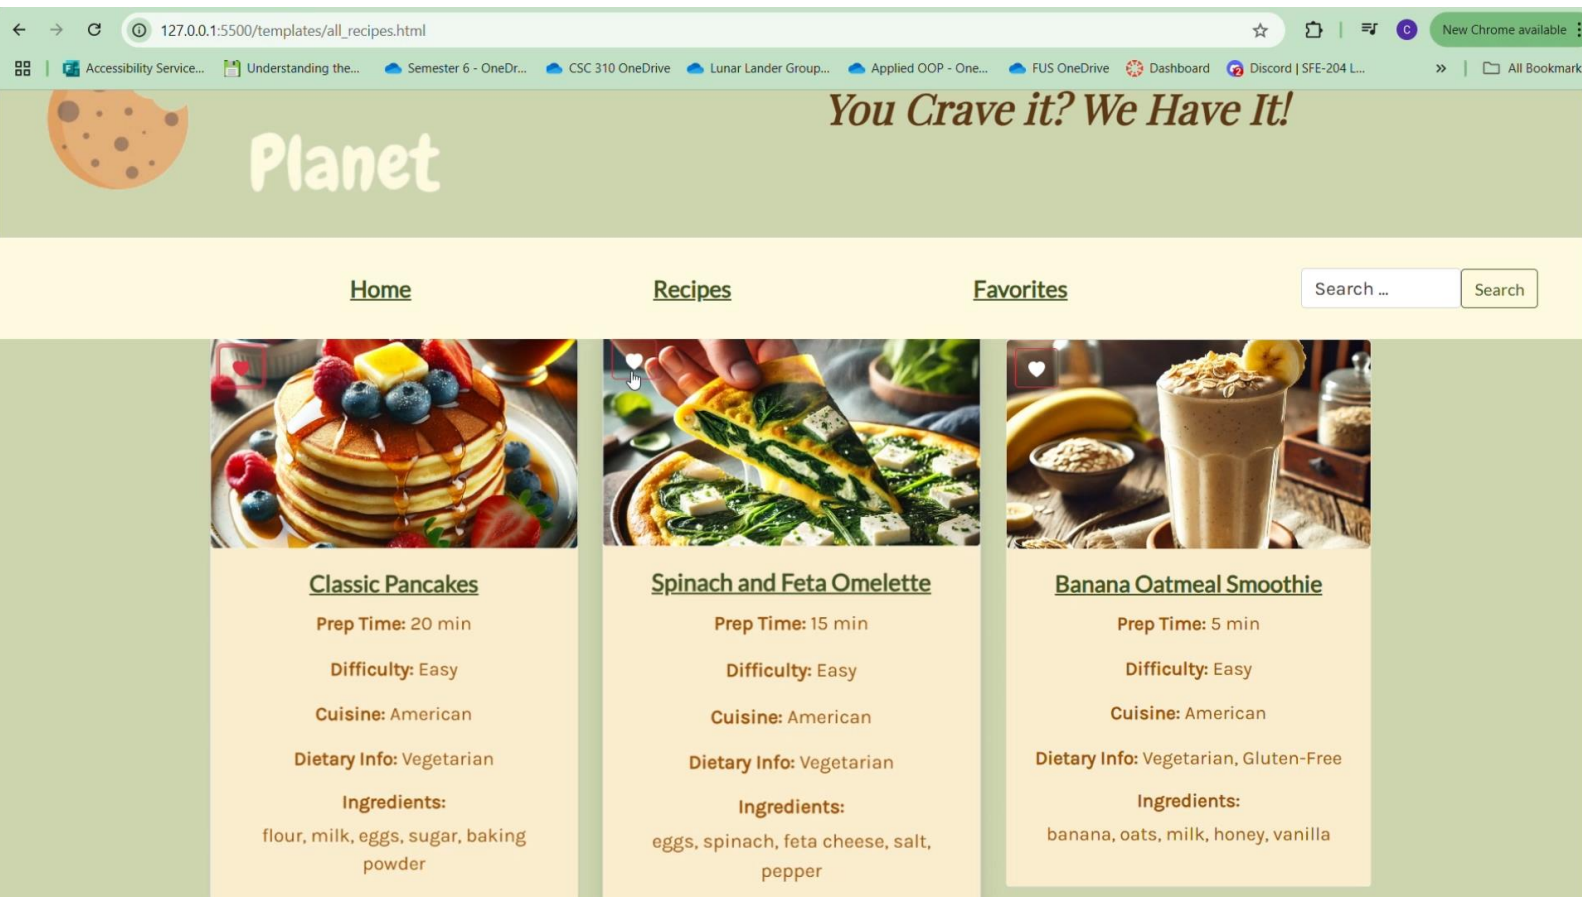 127.0.0.1:5500/templates/all_recipes.html
New Chrome available
Accessibility Service...
Understanding the...
Semester 6 - OneDr...
CSC 310 OneDrive
Lunar Lander Group...
Applied OOP - One...
FUS OneDrive
Dashboard
Discord | SFE-204 L...
»
All Bookmark
You Crave it? We Have It!
Planet
Home
Recipes
Favorites
Search ...
Search
Classic Pancakes
Prep Time: 20 min
Difficulty: Easy
Cuisine: American
Dietary Info: Vegetarian
Ingredients:
flour, milk, eggs, sugar, baking
powder
Spinach and Feta Omelette
Prep Time: 15 min
Difficulty: Easy
Cuisine: American
Dietary Info: Vegetarian
Ingredients:
eggs, spinach, feta cheese, salt,
pepper
Banana Oatmeal Smoothie
Prep Time: 5 min
Difficulty: Easy
Cuisine: American
Dietary Info: Vegetarian, Gluten-Free
Ingredients:
banana, oats, milk, honey, vanilla